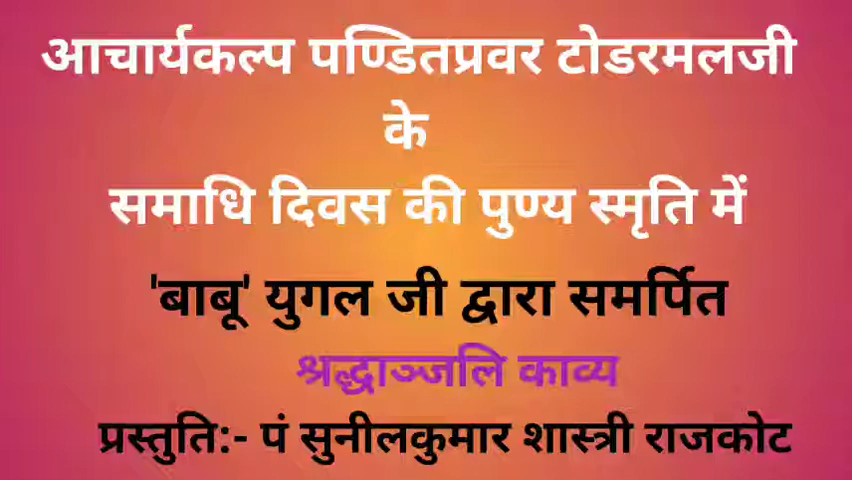 आचार्यकल्प पण्डितप्रवर टोडरमलजी
के
समाधि दिवस की पुण्य स्मृति में
'बाबू' युगल जी द्वारा समर्पित
श्रद्धाञ्जलि काव्य
प्रस्तुति:- पं सुनीलकुमार शास्त्री राजकोट